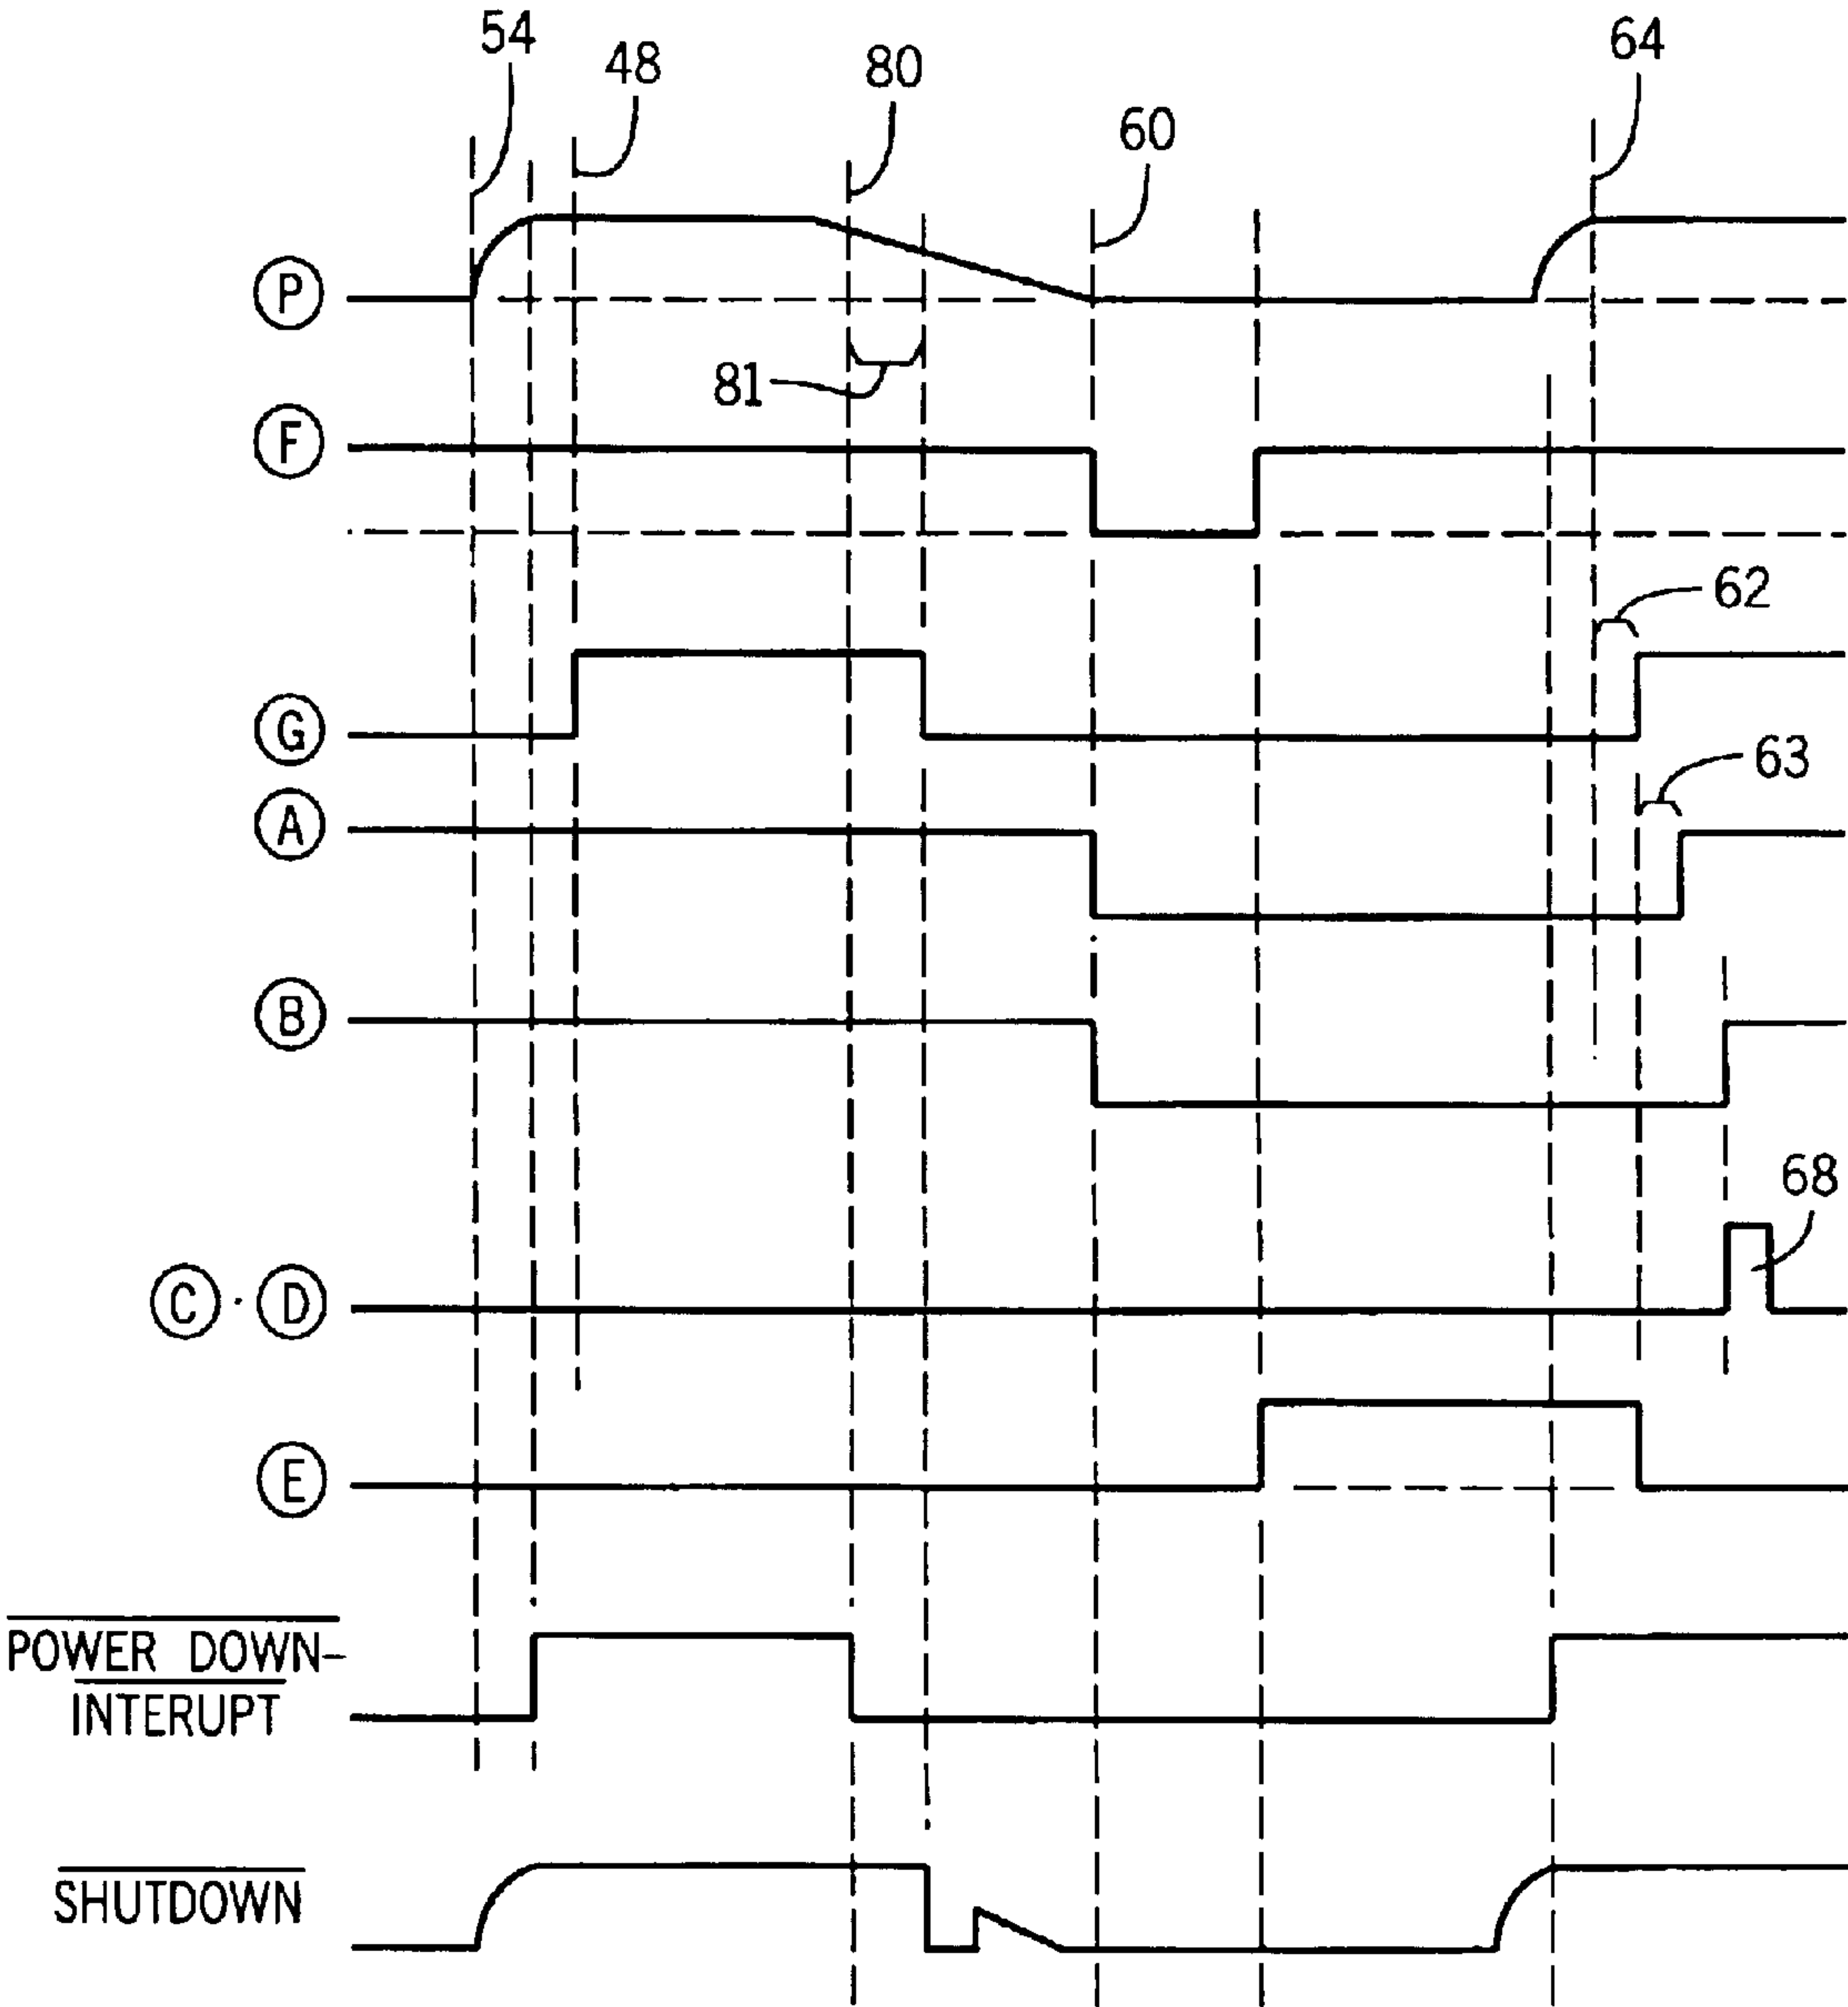 54
48
80
60
64
P
81
F
62
G
63
A
B
68
C · D
E
POWER DOWN-
INTERUPT
SHUTDOWN